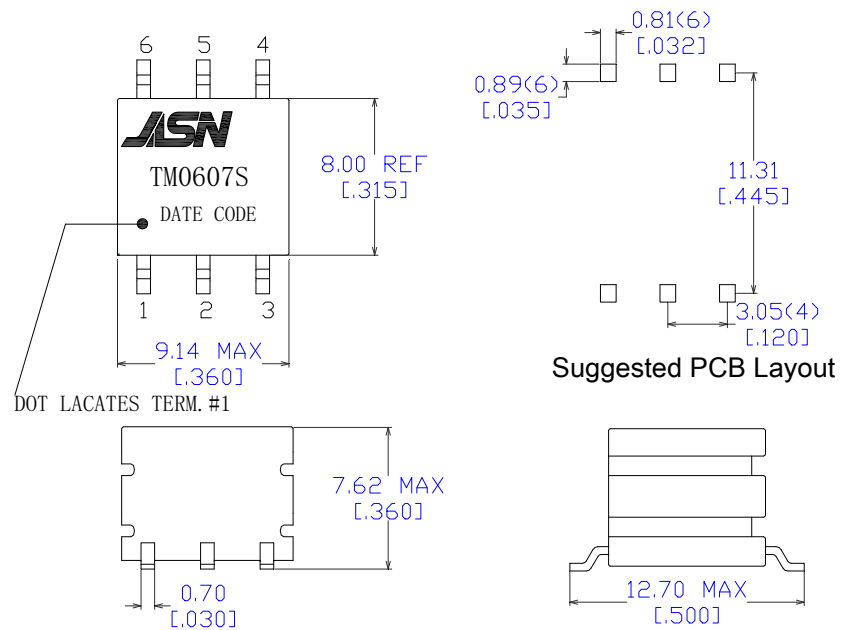 6 5 4
JASN
TM0607S
DATE CODE
1 2 3
8.00 REF
[.315]
9.14 MAX
[.360]
DOT LACATES TERM.#1
0.81(6)
[.032]
0.89(6)
[.035]
11.31
[.445]
3.05(4)
[.120]
Suggested PCB Layout
7.62 MAX
[.360]
0.70
[.030]
12.70 MAX
[.500]